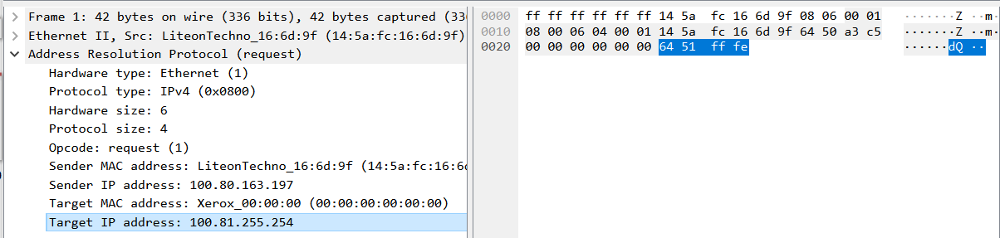 Frame 1: 42 bytes on wire (336 bits), 42 bytes captured (33
Ethernet II, Src: LiteonTechno_16:6d:9f (14:5a:fc:16:6d:9f)
Address Resolution Protocol (request)
Hardware type: Ethernet (1)
Protocol type: IPv4 (0x0800)
Hardware size: 6
Protocol size: 4
Opcode: request (1)
Sender MAC address: LiteonTechno_16:6d:9f (14:5a:fc:16:6d
Sender IP address: 100.80.163.197
Target MAC address: Xerox_00:00:00 (00:00:00:00:00:00)
Target IP address: 100.81.255.254
0000 ff ff ff ff ff ff 14 5a fc 16 6d 9f 08 06 00 01 ·······Z ··m·····
0010 08 00 06 04 00 01 14 5a fc 16 6d 9f 64 50 a3 c5 ·······Z ··m·dP··
0020 00 00 00 00 00 00 64 51 ff fe ······dQ ··